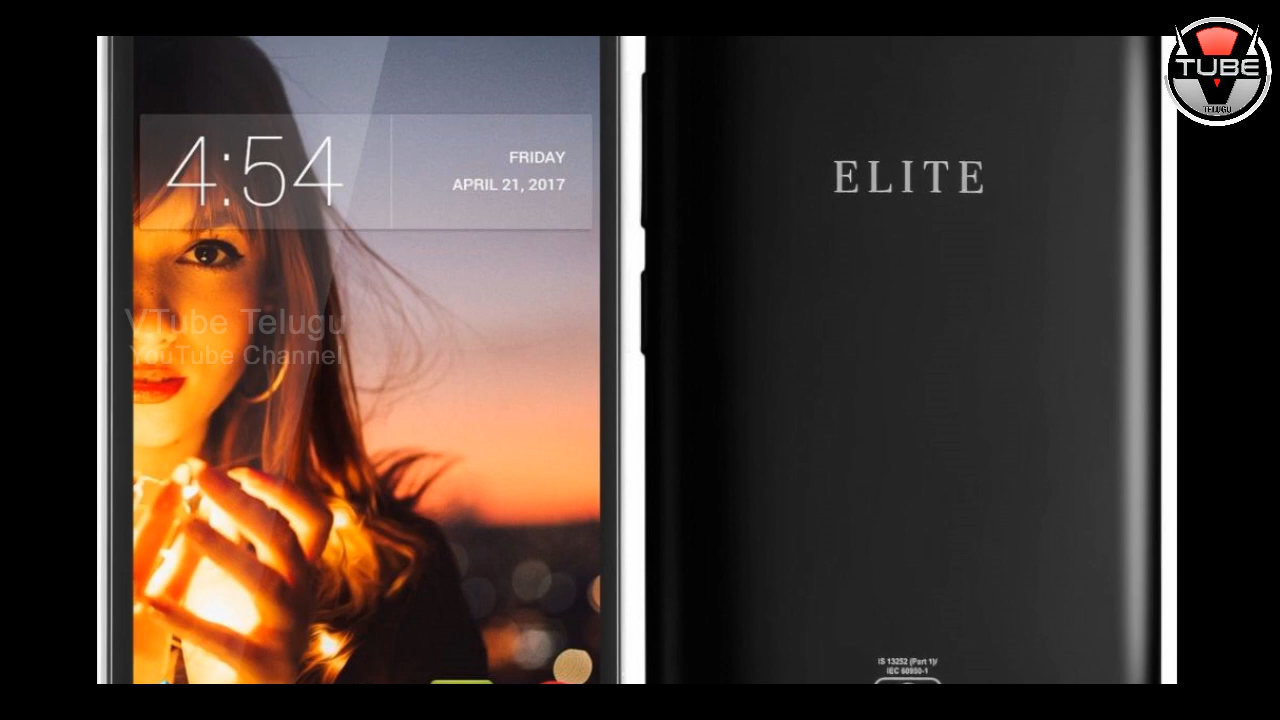 4:54
FRIDAY
APRIL 21, 2017
VTube Telugu
YouTube Channel
ELITE
IS 13252 (Part 1)/
IEC 60950-1
TUBE
TELUGU